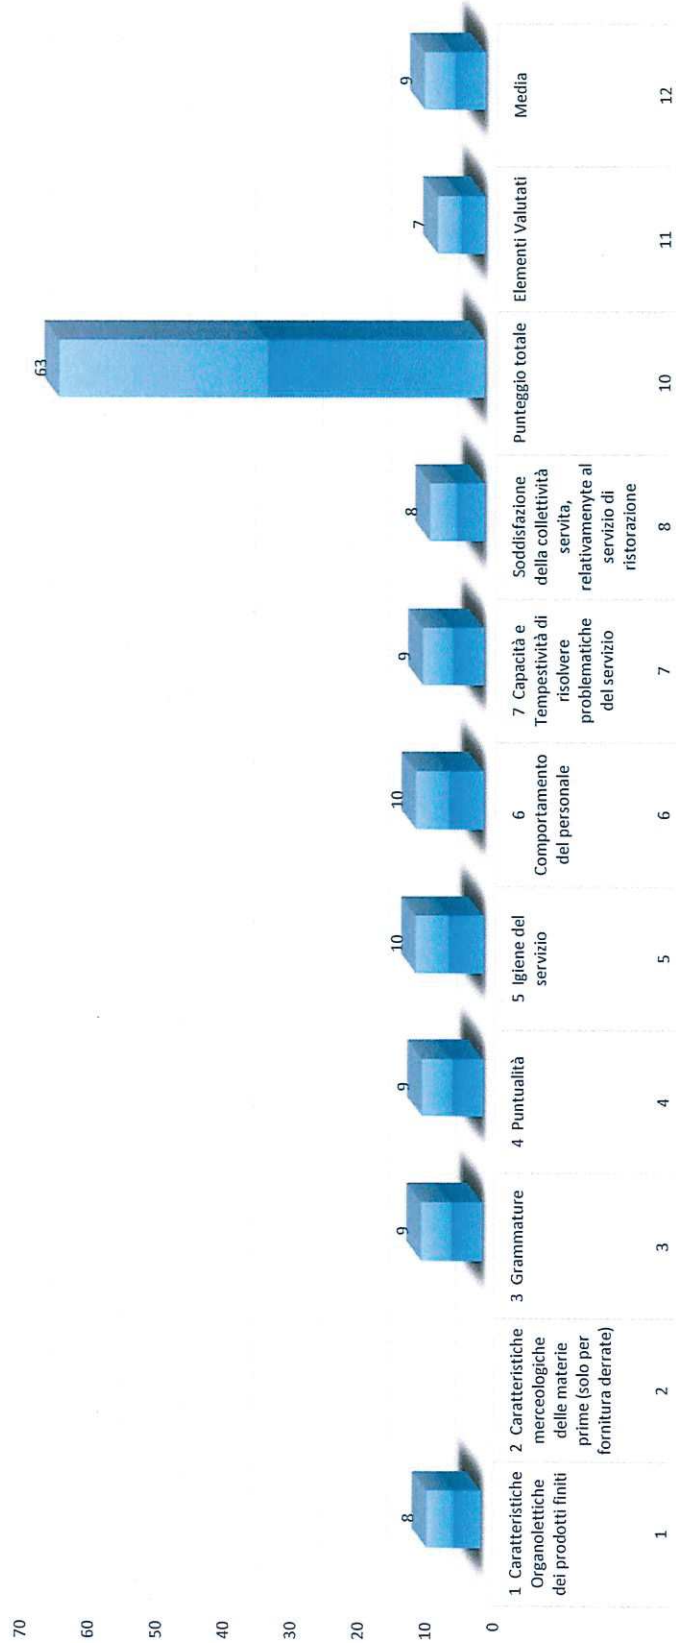 70
60
50
40
30
20
10
0
8
9
9
10
10
9
8
63
7
9
1 Caratteristiche
Organolettiche
dei prodotti finiti
2 Caratteristiche
merceologiche
delle materie
prime (solo per
fornitura derrate)
3 Grammature
4 Puntualità
5 Igiene del
servizio
6
Comportamento
del personale
7 Capacità e
Tempestività di
risolvere
problematiche
del servizio
Soddisfazione
della collettività
servita,
relativamenyte al
servizio di
ristorazione
Punteggio totale
Elementi Valutati
Media
1
2
3
4
5
6
7
8
10
11
12